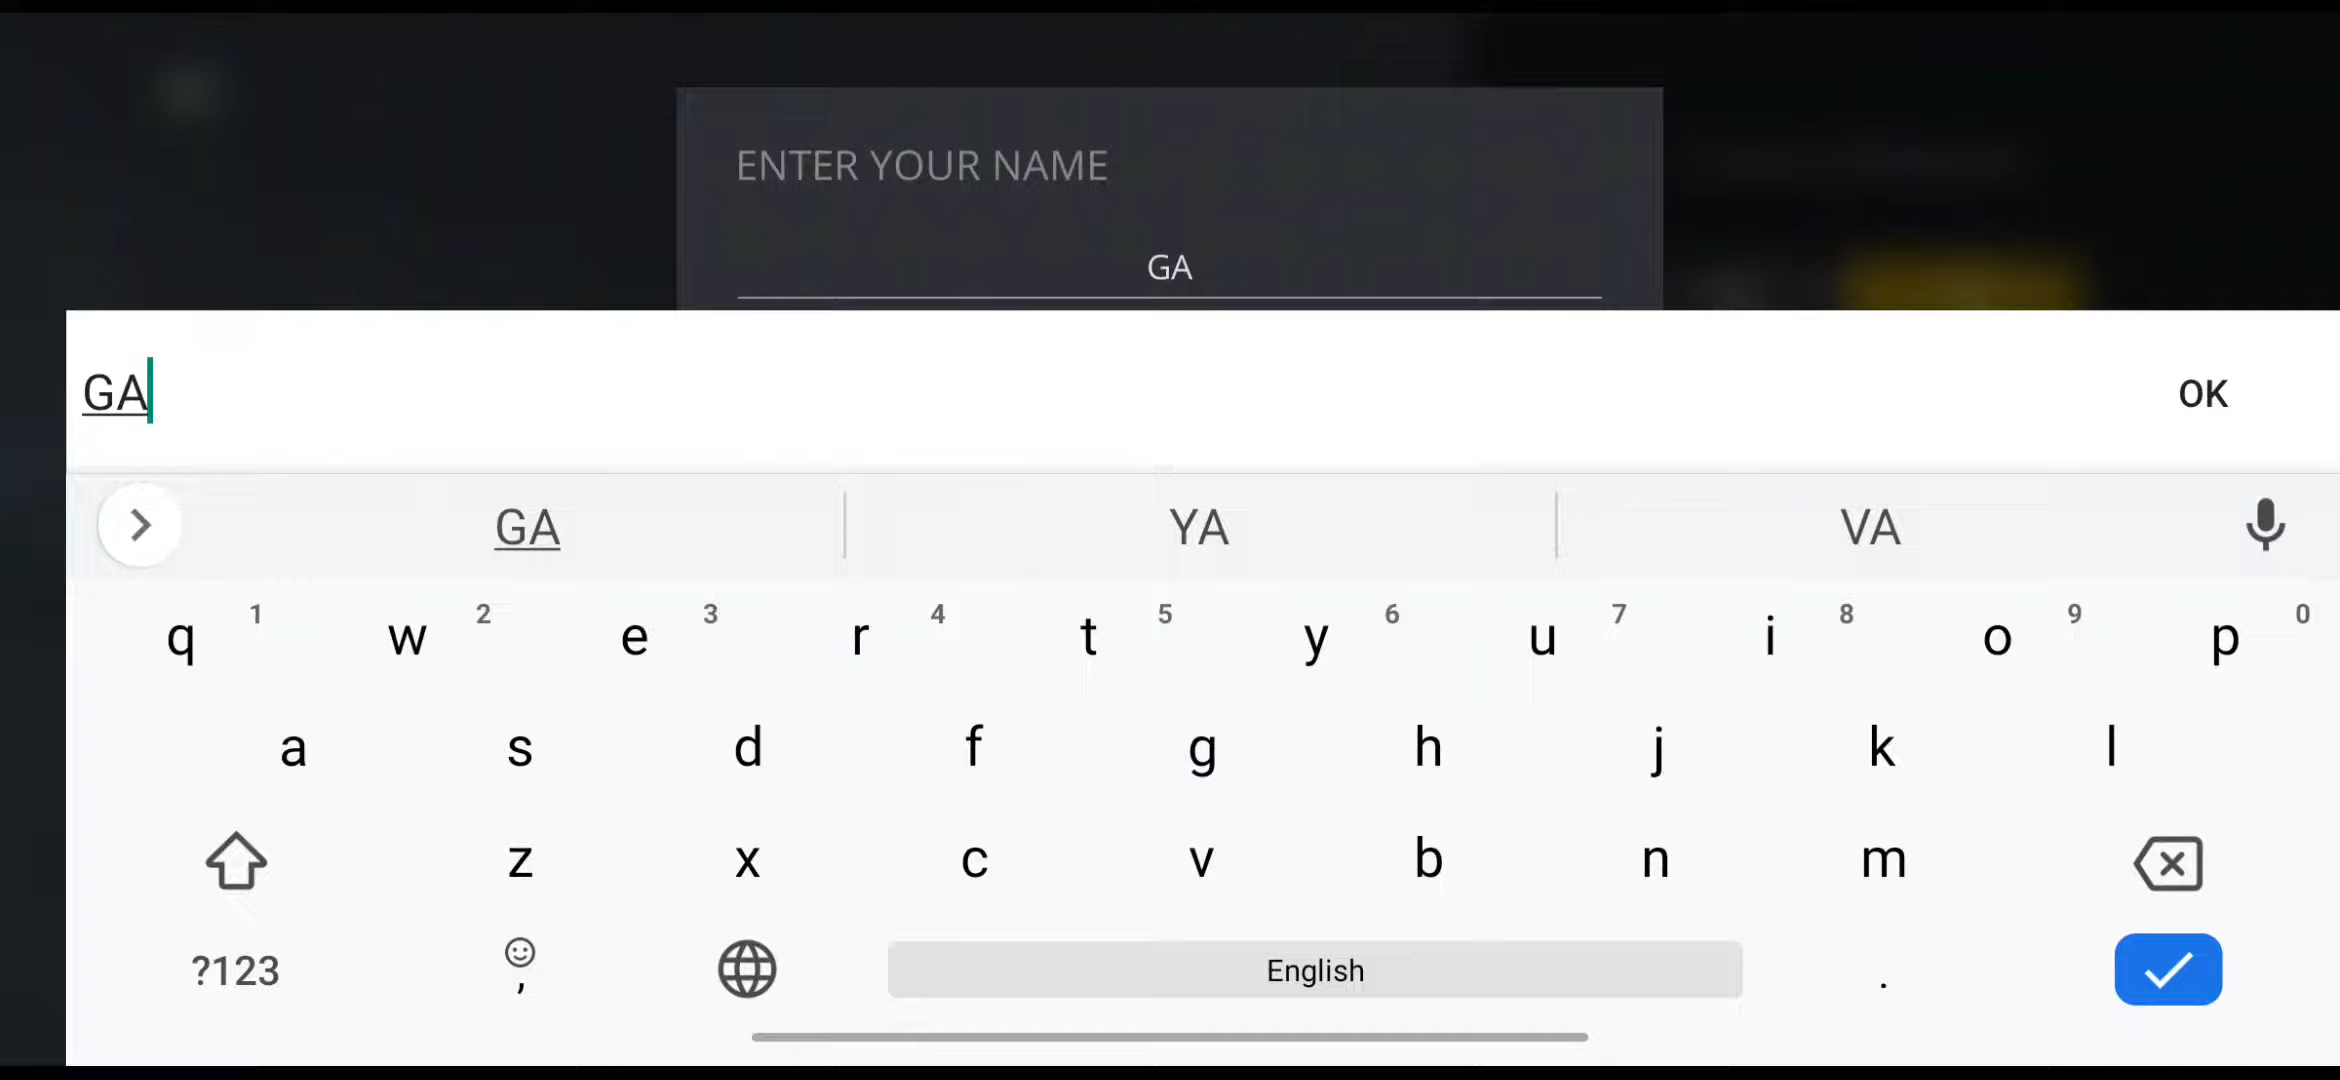 ENTER YOUR NAME
GA
GA OK
GA YA VA
q 1 w 2 e 3 r 4 t 5 y 6 u 7 i 8 o 9 p 0
a s d f g h j k l
z x c v b n m
?123 , English .